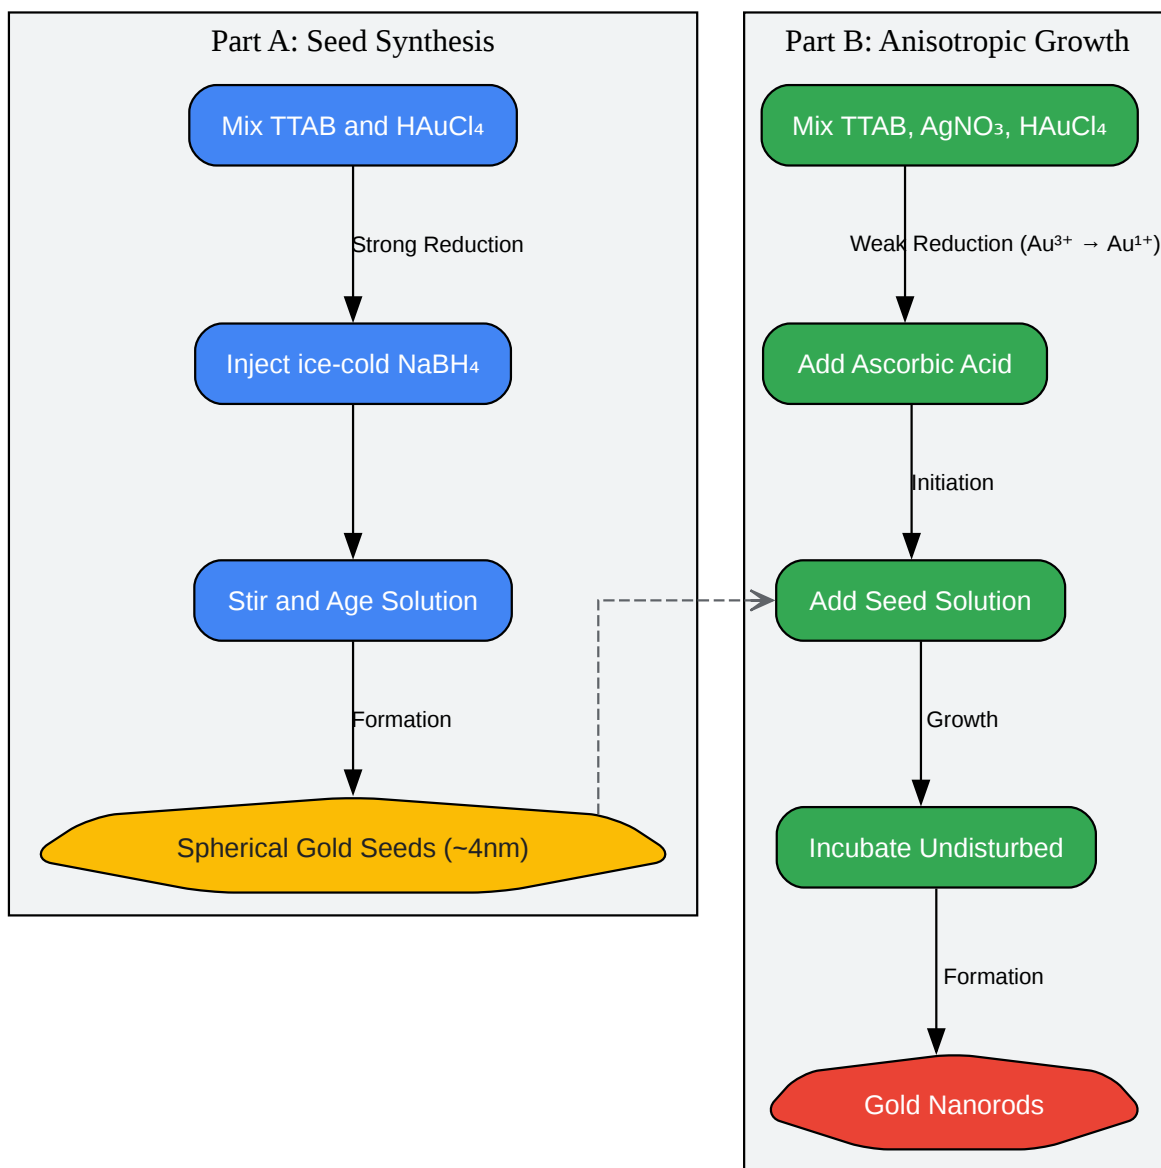 Part A: Seed Synthesis
Mix TTAB and HAuCl₄
Strong Reduction
Inject ice-cold NaBH₄
Stir and Age Solution
Formation
Spherical Gold Seeds (~4nm)
Part B: Anisotropic Growth
Mix TTAB, AgNO₃, HAuCl₄
Weak Reduction (Au³⁺ → Au¹⁺)
Add Ascorbic Acid
Initiation
Add Seed Solution
Growth
Incubate Undisturbed
Formation
Gold Nanorods